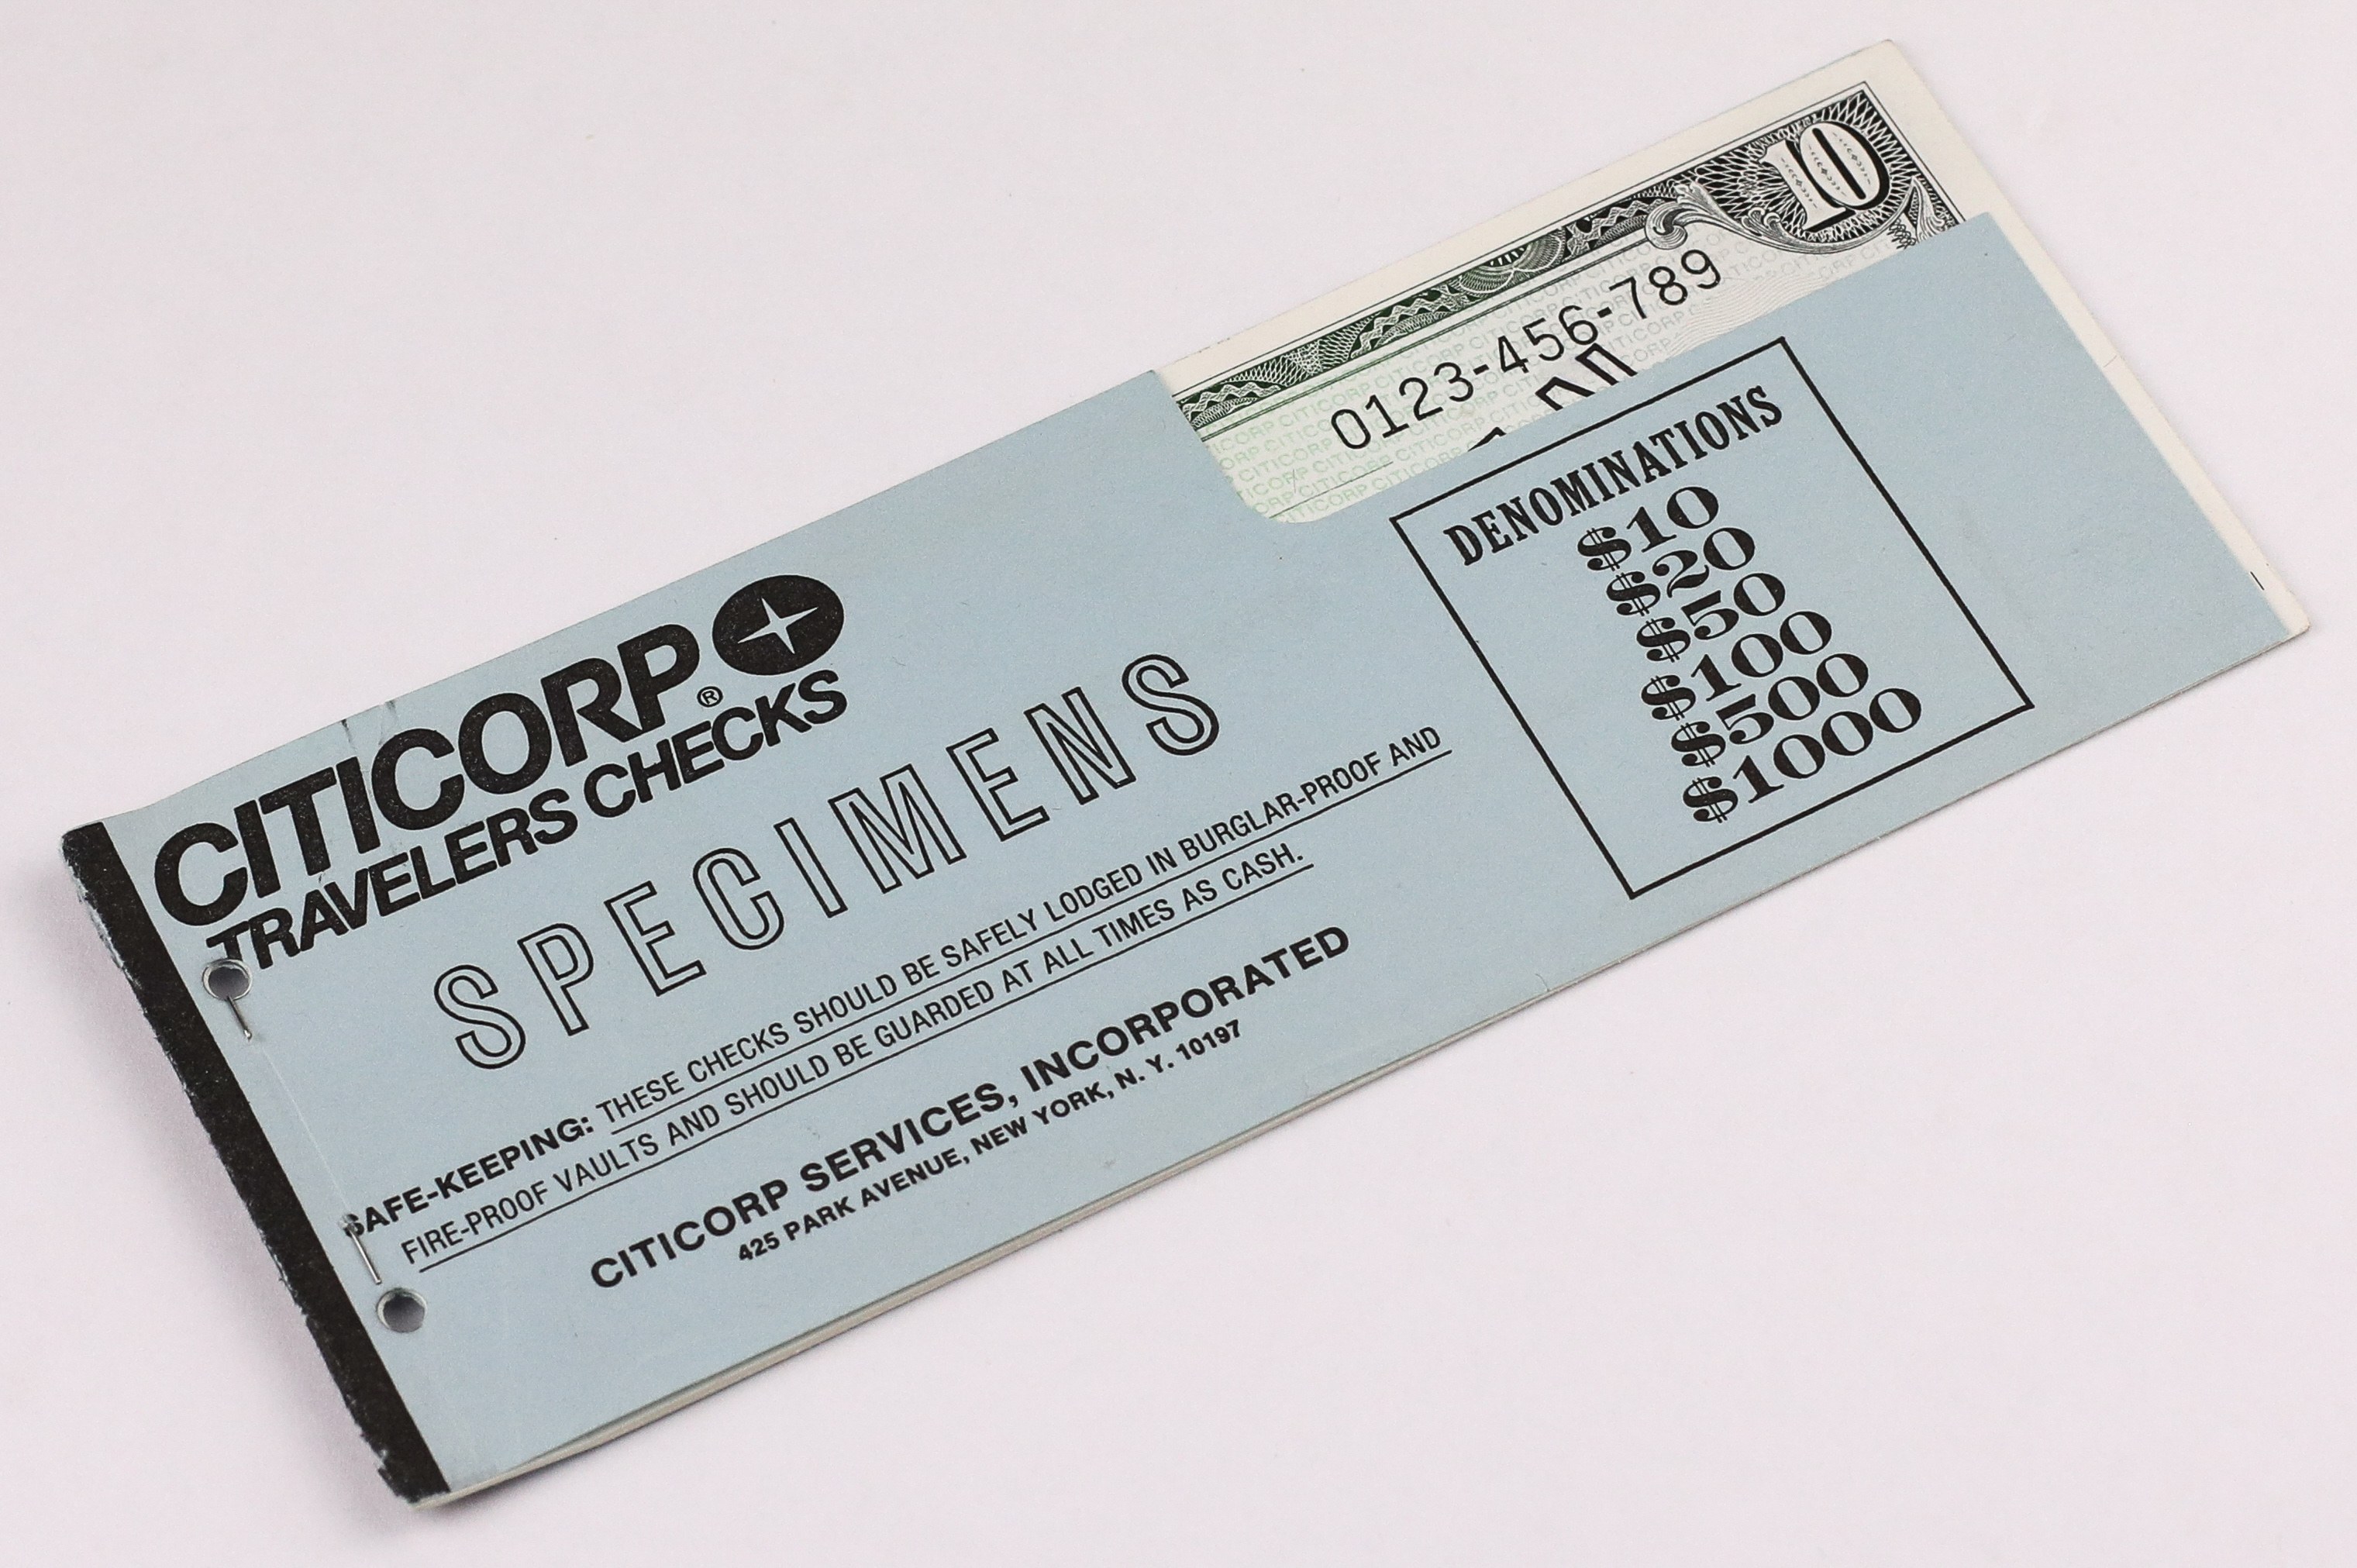 10
0123-456-789
CITICORP®
TRAVELERS CHECKS
SPECIMENS
SAFE-KEEPING: THESE CHECKS SHOULD BE SAFELY LODGED IN BURGLAR-PROOF AND
FIRE-PROOF VAULTS AND SHOULD BE GUARDED AT ALL TIMES AS CASH.
CITICORP SERVICES, INCORPORATED
425 PARK AVENUE, NEW YORK, N. Y. 10197
DENOMINATIONS
$10
$20
$50
$100
$500
$1000